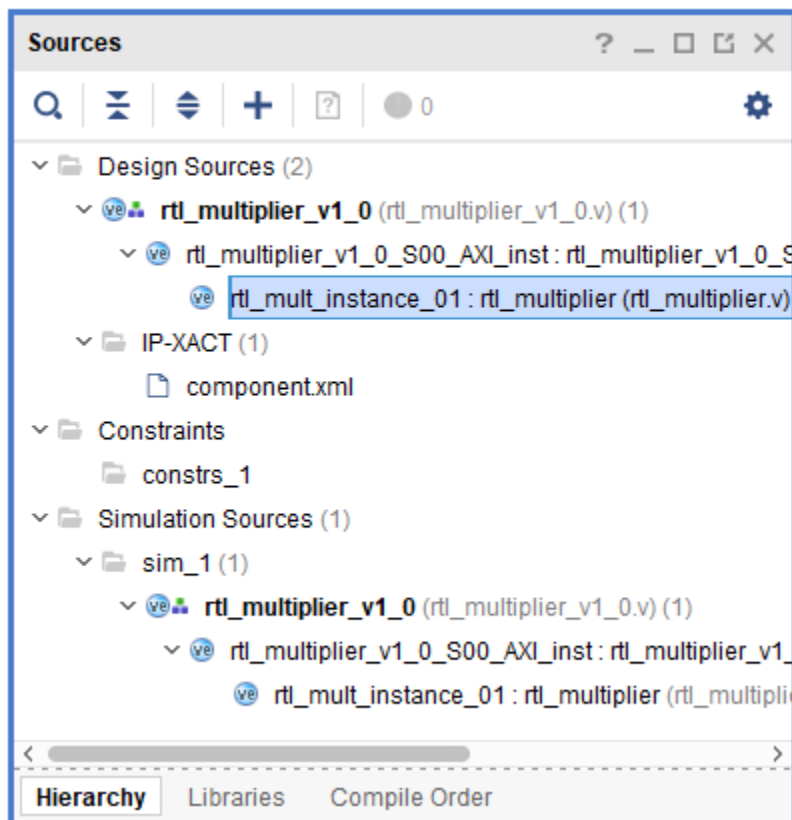 Sources
0
Design Sources (2)
rtl_multiplier_v1_0 (rtl_multiplier_v1_0.v) (1)
rtl_multiplier_v1_0_S00_AXI_inst : rtl_multiplier_v1_0_S
rtl_mult_instance_01 : rtl_multiplier (rtl_multiplier.v)
IP-XACT (1)
component.xml
Constraints
constrs_1
Simulation Sources (1)
sim_1 (1)
rtl_multiplier_v1_0 (rtl_multiplier_v1_0.v) (1)
rtl_multiplier_v1_0_S00_AXI_inst : rtl_multiplier_v1_
rtl_mult_instance_01 : rtl_multiplier (rtl_multiplie
Hierarchy Libraries Compile Order